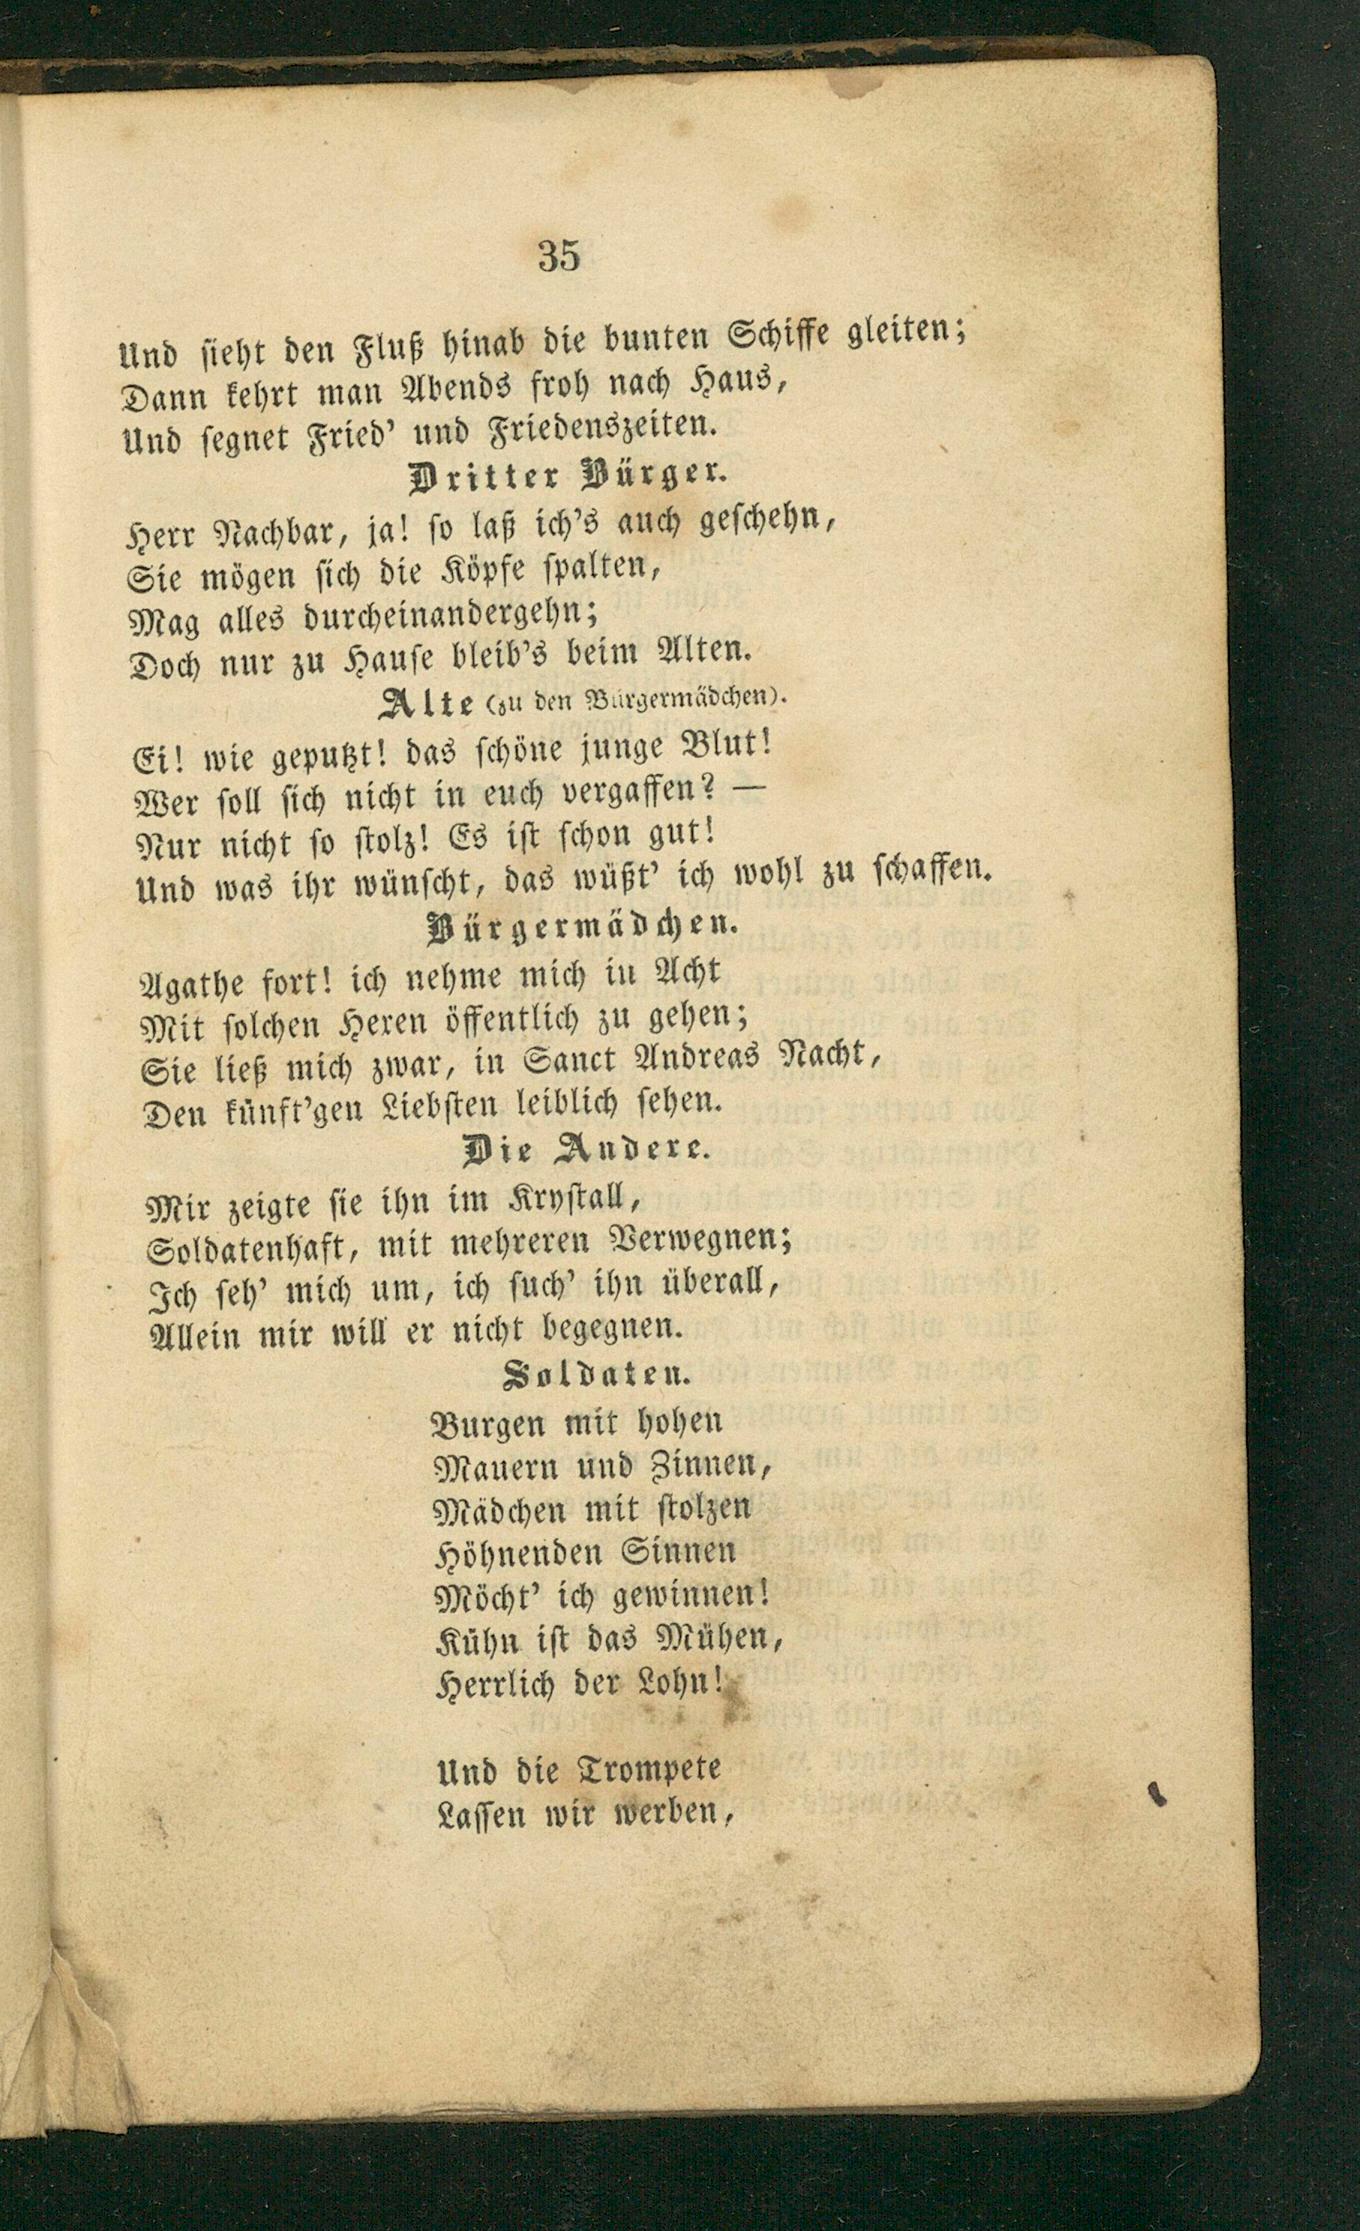 35
Und sieht den Fluß hinab die bunten Schiffe gleiten;
Dann kehrt man Abends froh nach Haus,
Und segnet Fried' und Friedenszeiten.
Dritter Bürger.
Herr Nachbar, ja! so laß ich's auch geschehn,
Sie mögen sich die Köpfe spalten,
Mag alles durcheinandergehn;
Doch nur zu Hause bleib's beim Alten.
Alte (zu den Bürgermädchen).
Ei! wie geputzt! das schöne junge Blut!
Wer soll sich nicht in euch vergaffen? —
Nur nicht so stolz! Es ist schon gut!
Und was ihr wünscht, das wüßt' ich wohl zu schaffen.
Bürgermädchen.
Agathe fort! ich nehme mich in Acht
Mit solchen Hexen öffentlich zu gehen;
Sie ließ mich zwar, in Sanct Andreas Nacht,
Den künft'gen Liebsten leiblich sehen.
Die Andere.
Mir zeigte sie ihn im Krystall,
Soldatenhaft, mit mehreren Verwegnen;
Ich seh' mich um, ich such' ihn überall,
Allein mir will er nicht begegnen.
Soldaten.
Burgen mit hohen
Mauern und Zinnen,
Mädchen mit stolzen
Höhnenden Sinnen
Möcht' ich gewinnen!
Kühn ist das Mühen,
Herrlich der Lohn!
Und die Trompete
Lassen wir werben,